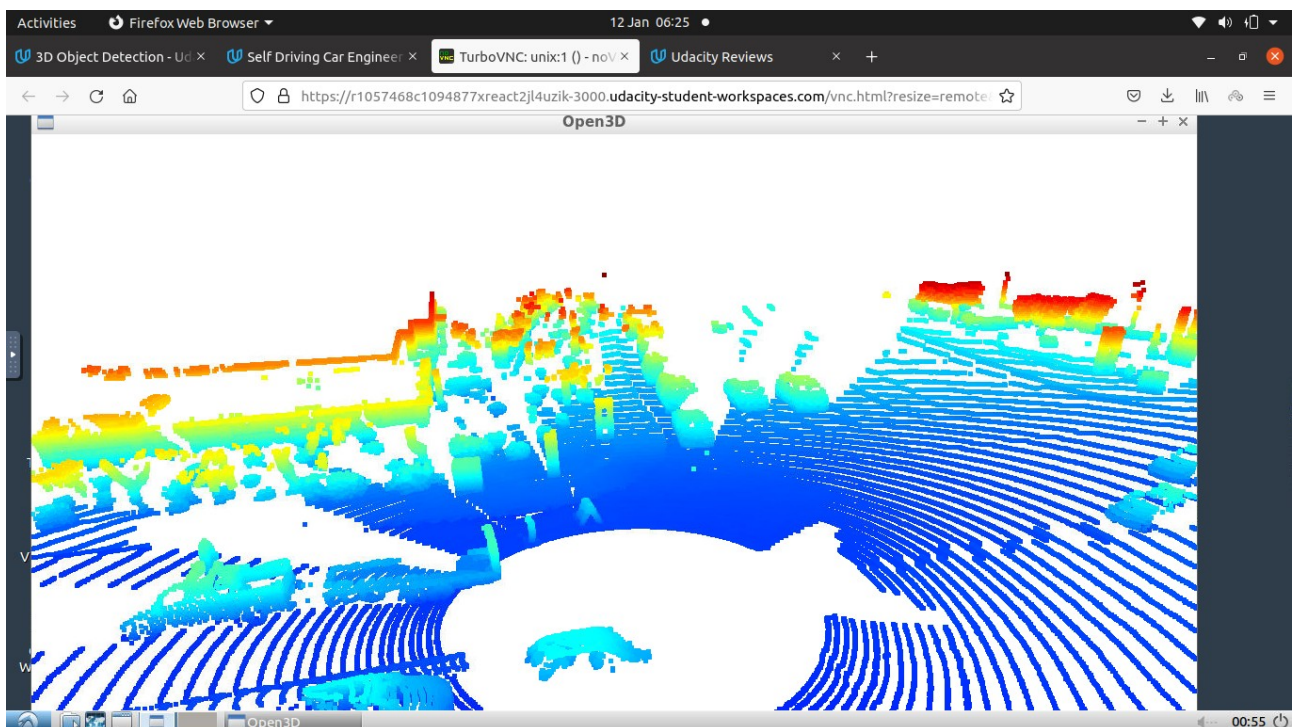 Activities Firefox Web Browser 12 Jan 06:25
3D Object Detection - Ud Self Driving Car Engineer TurboVNC: unix:1 () - noV Udacity Reviews
https://r1057468c1094877xreact2jl4uzik-3000.udacity-student-workspaces.com/vnc.html?resize=remote
Open3D
T
V
W
Open3D 00:55